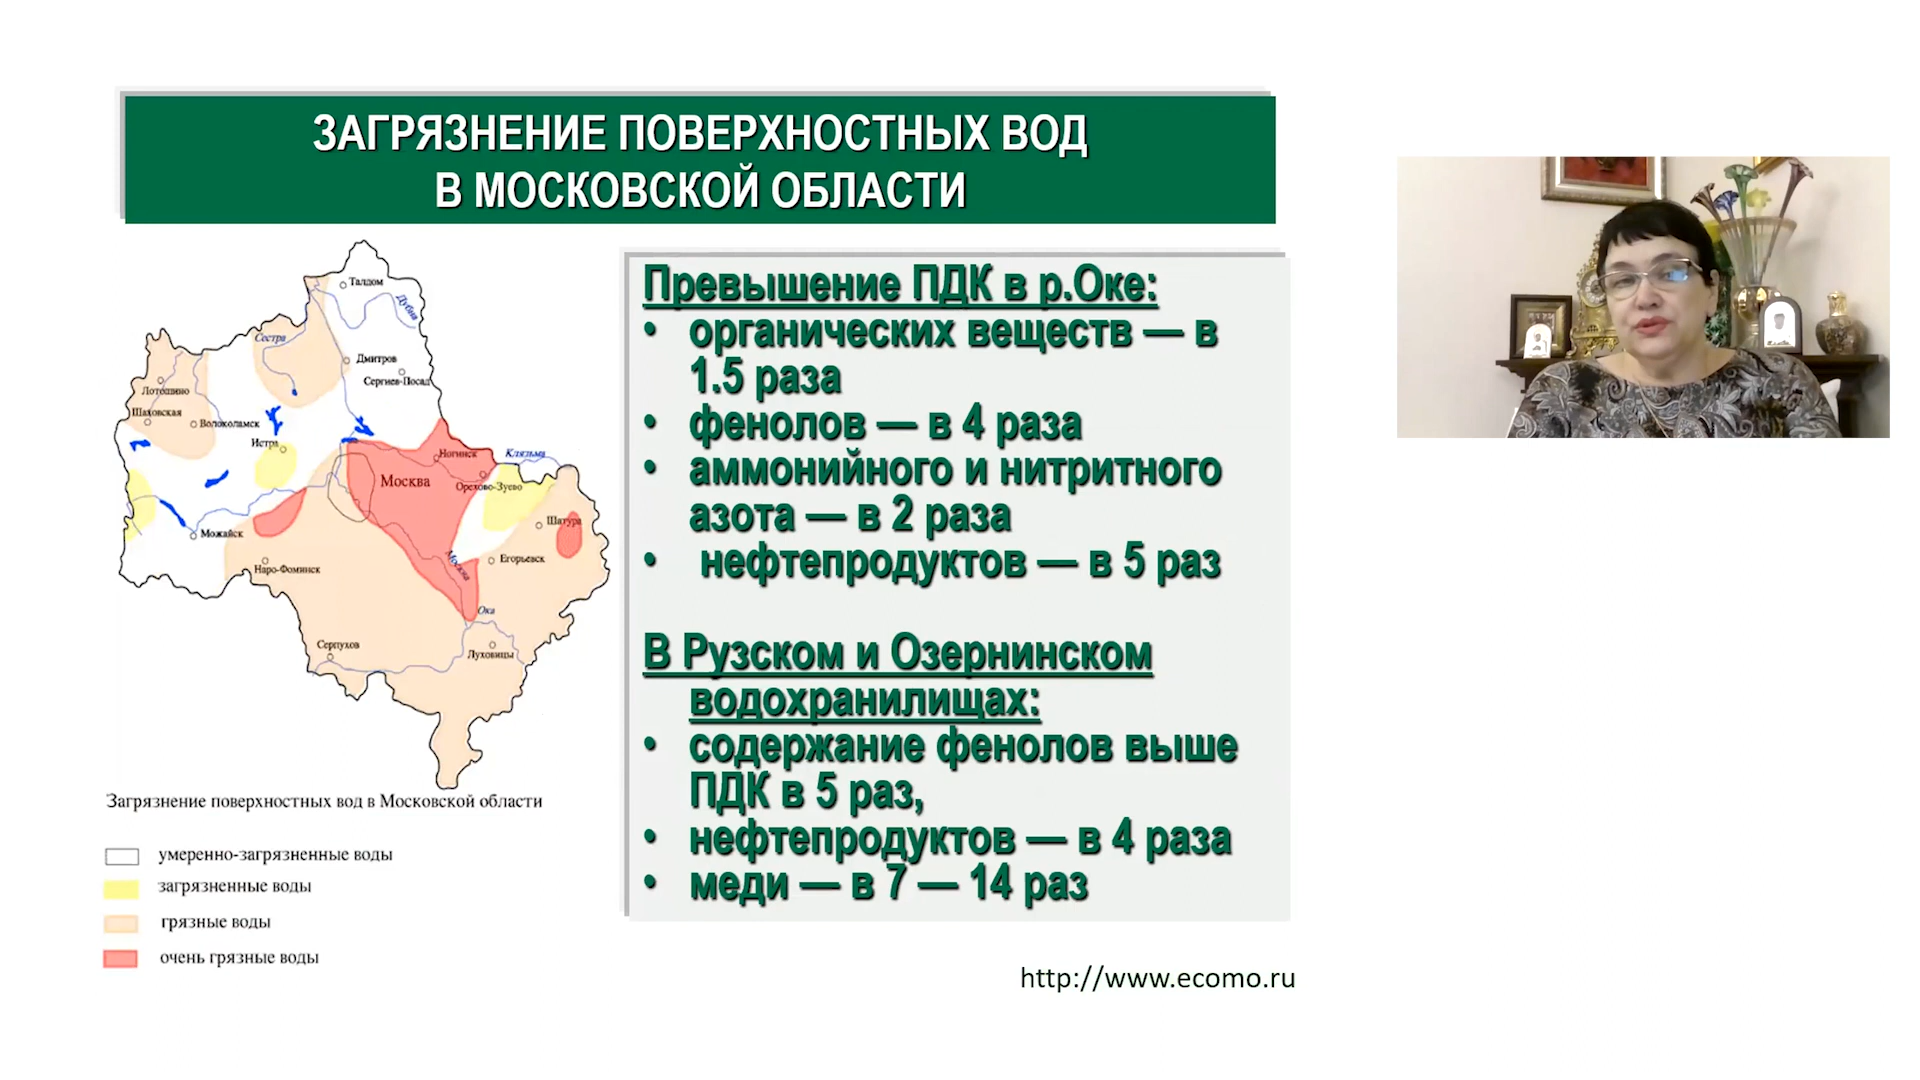 ЗАГРЯЗНЕНИЕ ПОВЕРХНОСТНЫХ ВОД
В МОСКОВСКОЙ ОБЛАСТИ
Талдом
Дубна
Сестра
Дмитров
Сергиев-Посад
Лотошино
Шаховская
Волоколамск
Истра
Ногинск
Клязьма
Москва
Орехово-Зуево
Шатура
Можайск
Егорьевск
Москва
Наро-Фоминск
Ока
Серпухов
Луховицы
Загрязнение поверхностных вод в Московской области
умеренно-загрязненные воды
загрязненные воды
грязные воды
очень грязные воды
Превышение ПДК в р.Оке:
• органических веществ — в
1.5 раза
• фенолов — в 4 раза
• аммонийного и нитритного
азота — в 2 раза
• нефтепродуктов — в 5 раз
В Рузском и Озернинском
водохранилищах:
• содержание фенолов выше
ПДК в 5 раз,
• нефтепродуктов — в 4 раза
• меди — в 7 — 14 раз
http://www.ecomo.ru